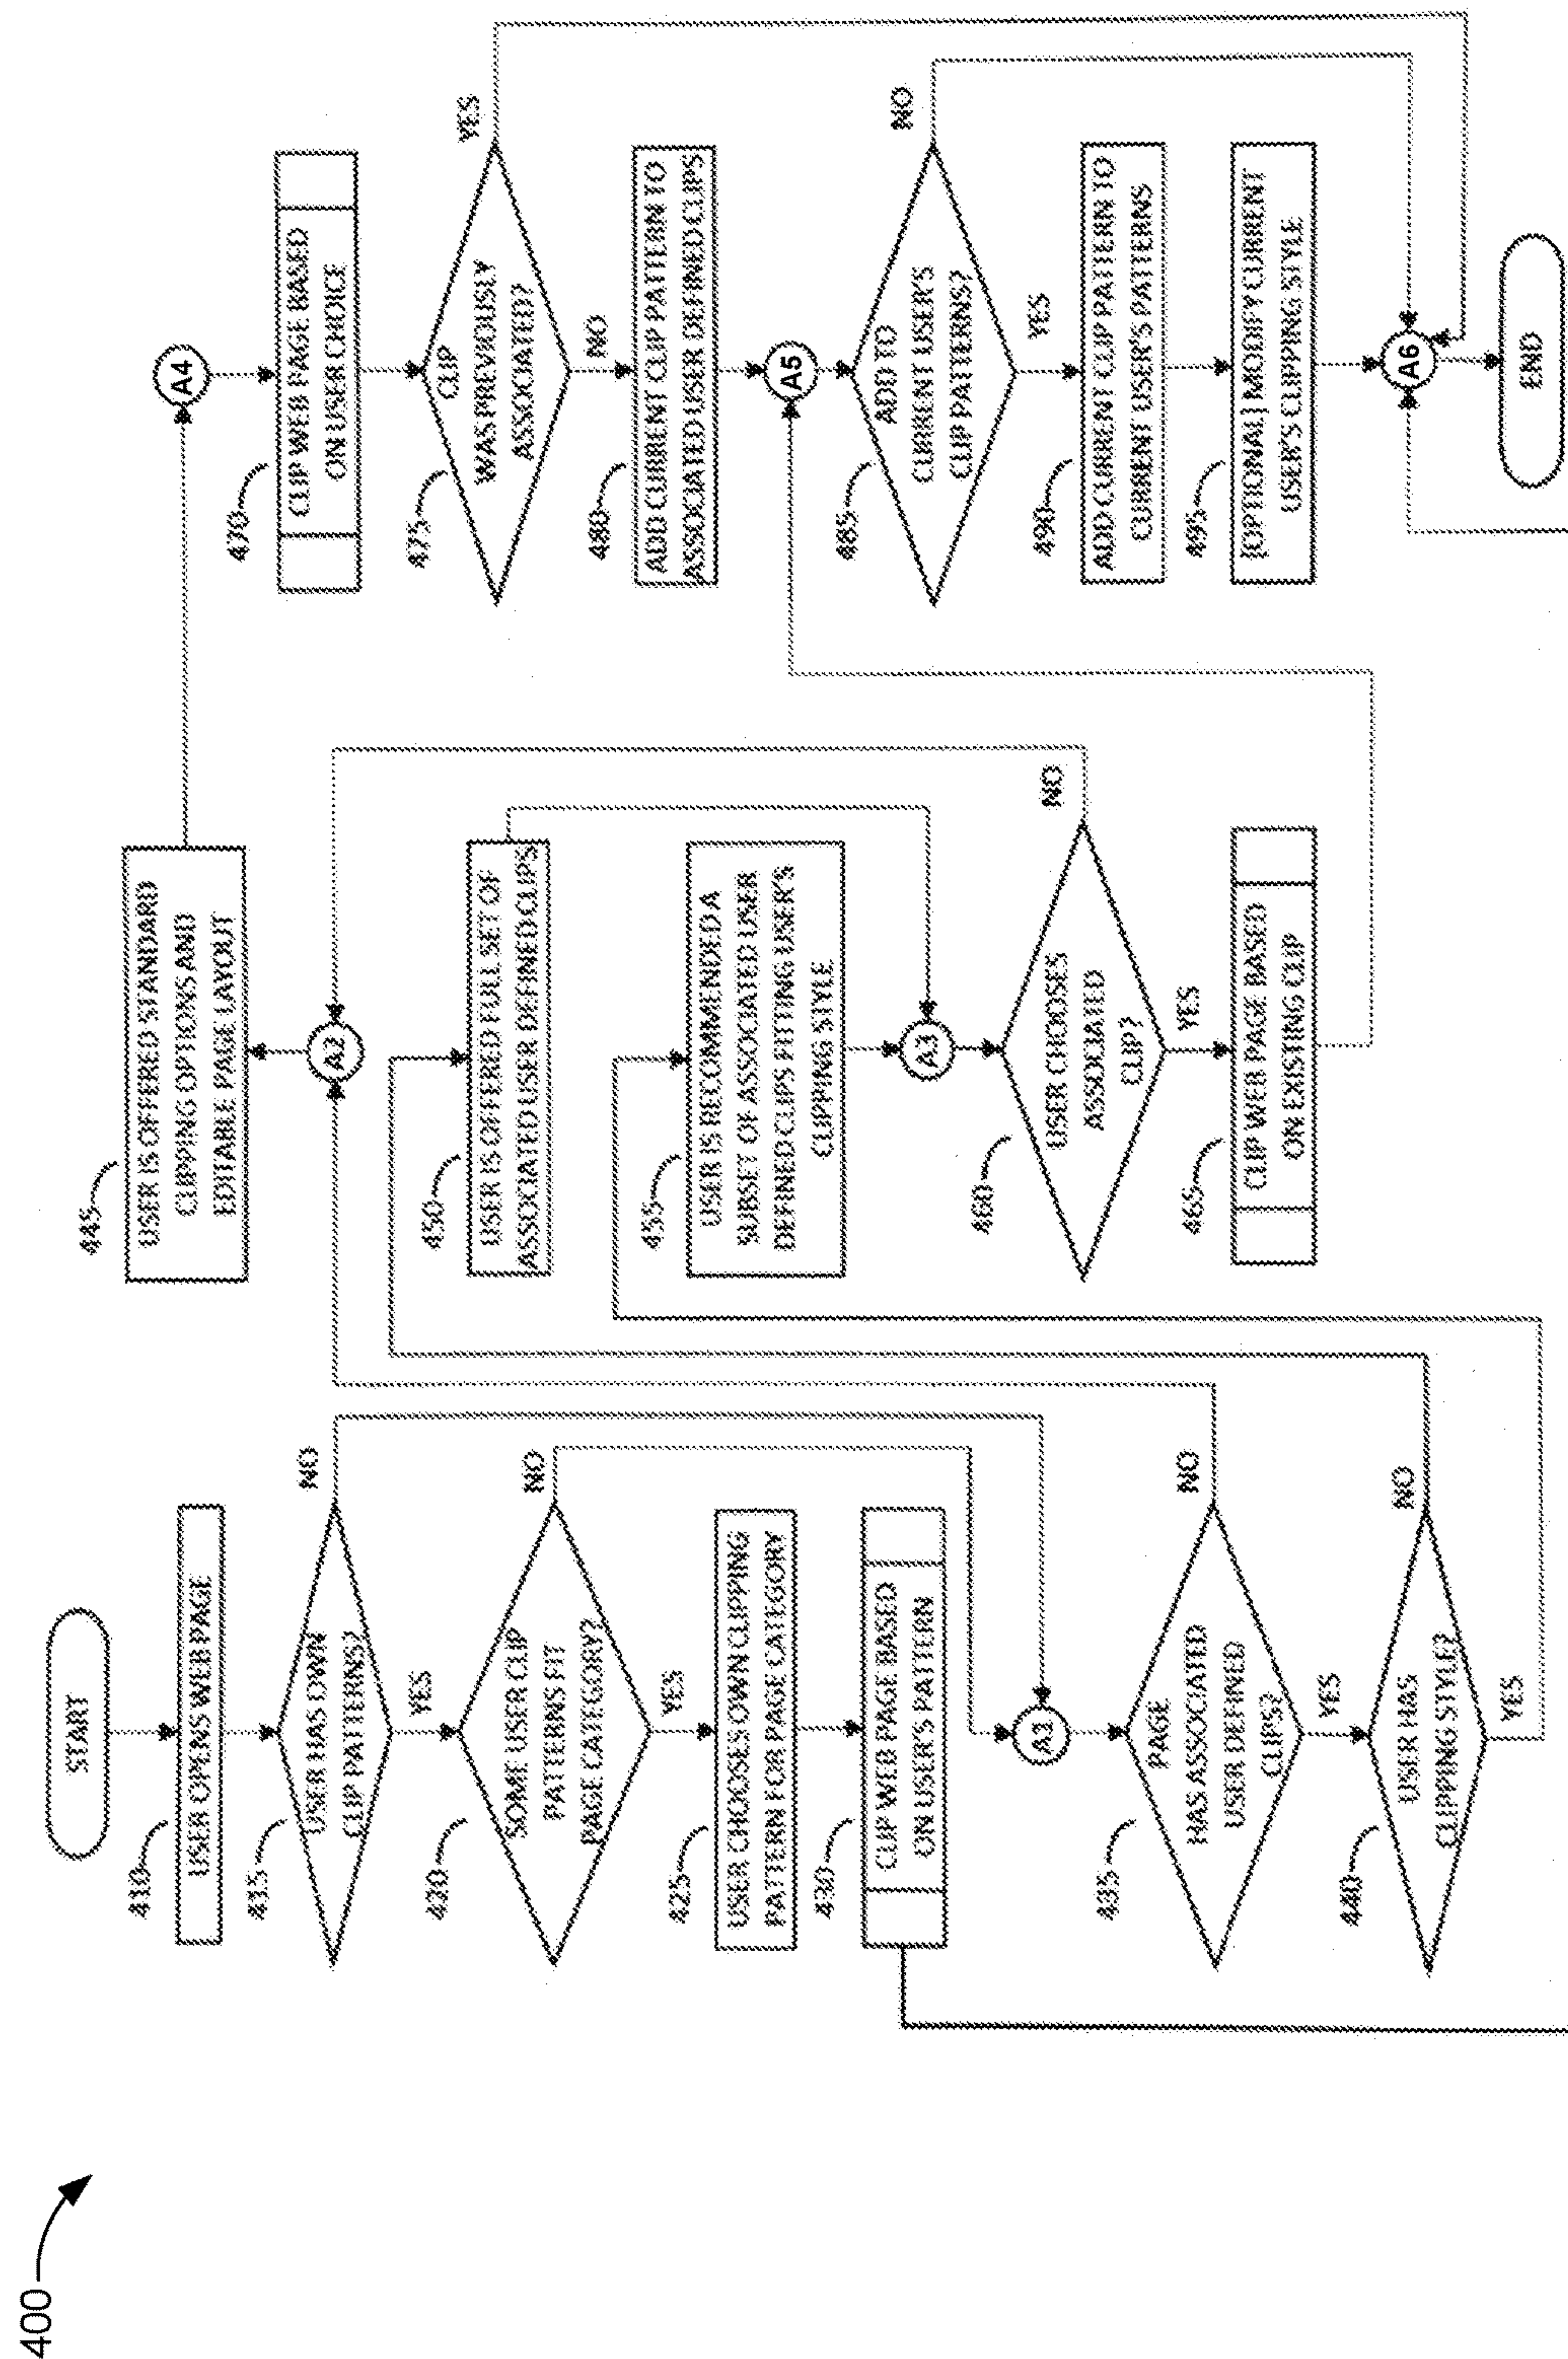 400
START
410
USER OPENS WEB PAGE
415
USER HAS OWN
CLIP PATTERNS?
NO
YES
420
SOME USER CLIP
PATTERNS FIT
PAGE CATEGORY?
NO
YES
425
USER CHOOSES OWN CLIPPING
PATTERN FOR PAGE CATEGORY
430
CLIP WEB PAGE BASED
ON USER'S PATTERN
A1
435
PAGE
HAS ASSOCIATED
USER DEFINED
CLIPS?
NO
YES
440
USER HAS
CLIPPING STYLE?
NO
YES
445
USER IS OFFERED STANDARD
CLIPPING OPTIONS AND
EDITABLE PAGE LAYOUT
A2
450
USER IS OFFERED FULL SET OF
ASSOCIATED USER DEFINED CLIPS
455
USER IS RECOMMENDED A
SUBSET OF ASSOCIATED USER
DEFINED CLIPS FITTING USER'S
CLIPPING STYLE
A3
460
USER CHOOSES
ASSOCIATED
CLIP?
NO
YES
465
CLIP WEB PAGE BASED
ON EXISTING CLIP
A4
470
CLIP WEB PAGE BASED
ON USER CHOICE
475
CLIP
WAS PREVIOUSLY
ASSOCIATED?
YES
NO
480
ADD CURRENT CLIP PATTERN TO
ASSOCIATED USER DEFINED CLIPS
A5
485
ADD TO
CURRENT USER'S
CLIP PATTERNS?
NO
YES
490
ADD CURRENT CLIP PATTERN TO
CURRENT USER'S PATTERNS
495
[OPTIONAL] MODIFY CURRENT
USER'S CLIPPING STYLE
A6
END